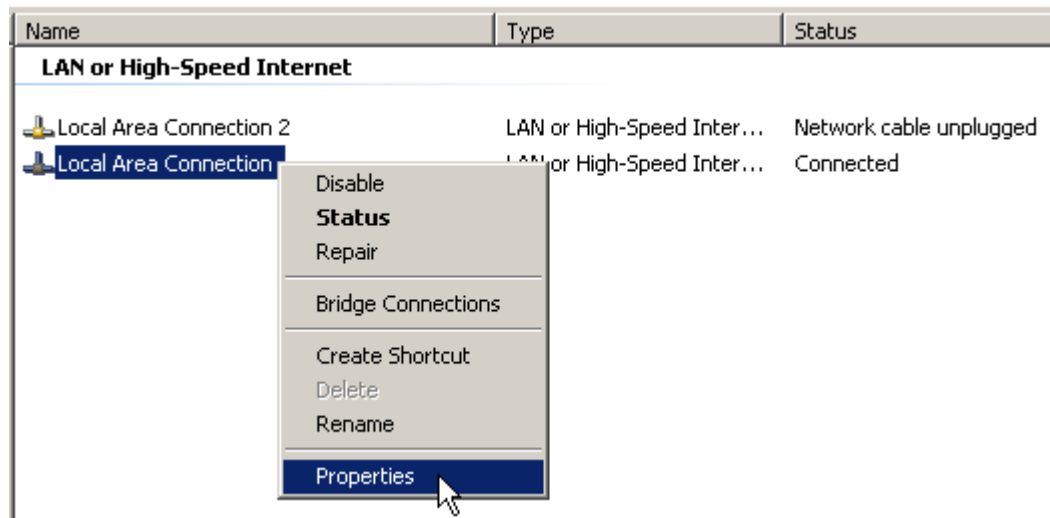 Name Type Status
LAN or High-Speed Internet
Local Area Connection 2 LAN or High-Speed Inter... Network cable unplugged
Local Area Connection LAN or High-Speed Inter... Connected
Disable
Status
Repair
Bridge Connections
Create Shortcut
Delete
Rename
Properties